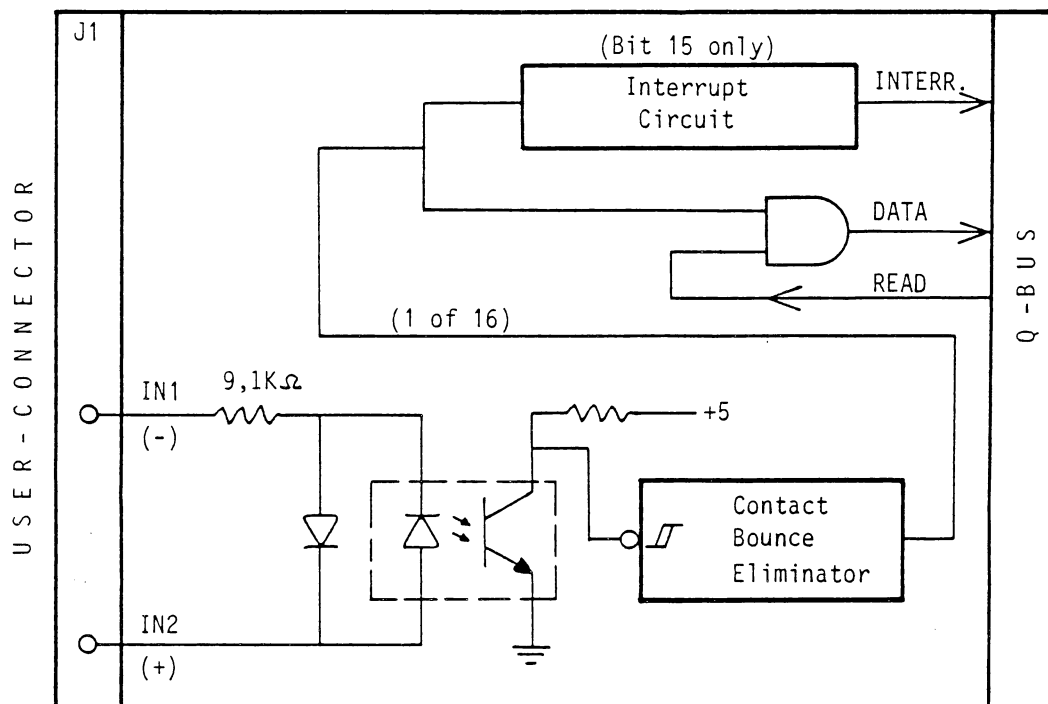 J1
(Bit 15 only)
Interrupt
Circuit
INTERR.
DATA
READ
(1 of 16)
USER-CONNECTOR
Q-BUS
IN1
(-)
9,1KΩ
+5
Contact
Bounce
Eliminator
IN2
(+)